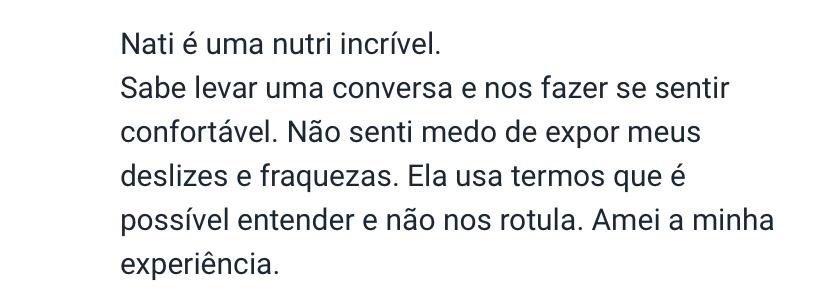 Nati é uma nutri incrível.
Sabe levar uma conversa e nos fazer se sentir
confortável. Não senti medo de expor meus
deslizes e fraquezas. Ela usa termos que é
possível entender e não nos rotula. Amei a minha
experiência.